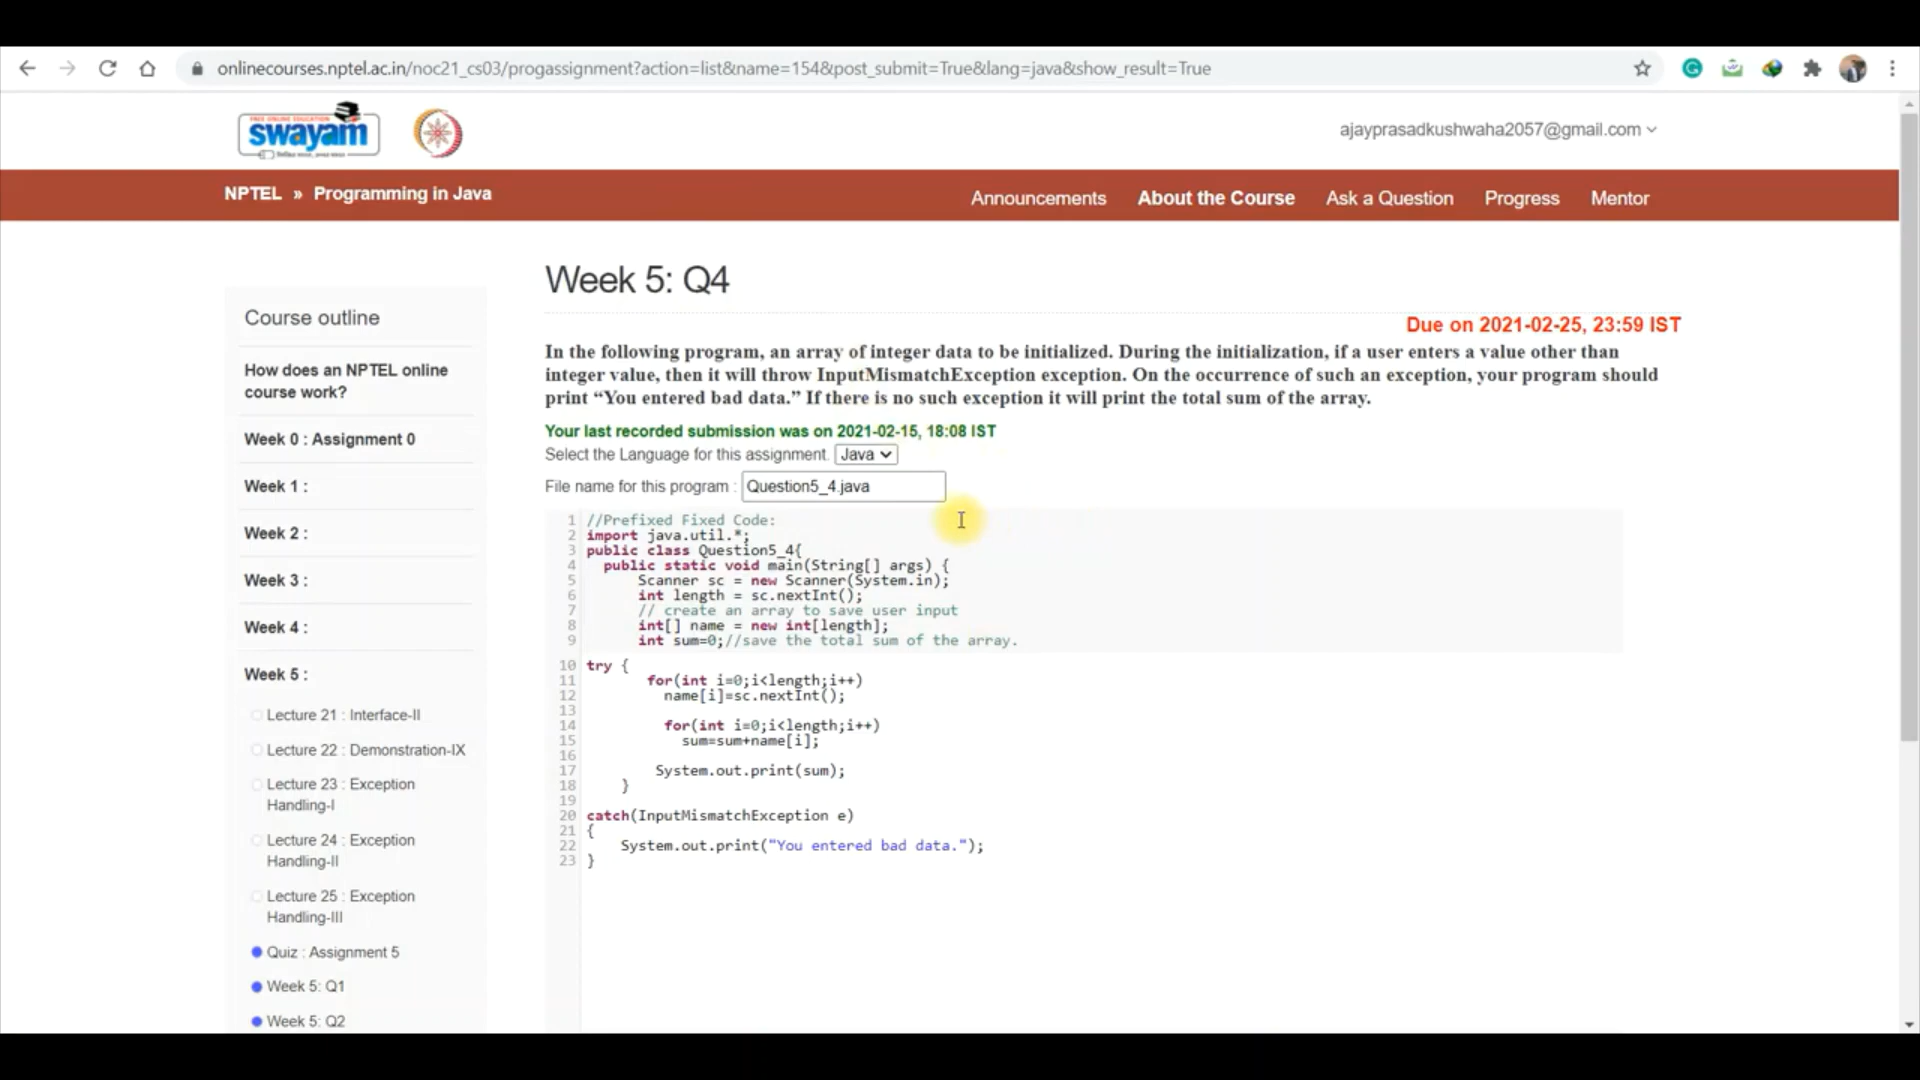 onlinecourses.nptel.ac.in/noc21_cs03/progassignment?action=list&name=154&post_submit=True&lang=java&show_result=True
FREE ONLINE EDUCATION
swayam
ajayprasadkushwaha2057@gmail.com
NPTEL » Programming in Java
Announcements
About the Course
Ask a Question
Progress
Mentor
Course outline
How does an NPTEL online
course work?
Week 0 : Assignment 0
Week 1 :
Week 2 :
Week 3 :
Week 4 :
Week 5 :
Lecture 21 : Interface-II
Lecture 22 : Demonstration-IX
Lecture 23 : Exception
Handling-I
Lecture 24 : Exception
Handling-II
Lecture 25 : Exception
Handling-III
Quiz : Assignment 5
Week 5: Q1
Week 5: Q2
Week 5: Q4
Due on 2021-02-25, 23:59 IST
In the following program, an array of integer data to be initialized. During the initialization, if a user enters a value other than
integer value, then it will throw InputMismatchException exception. On the occurrence of such an exception, your program should
print “You entered bad data.” If there is no such exception it will print the total sum of the array.
Your last recorded submission was on 2021-02-15, 18:08 IST
Select the Language for this assignment. Java
File name for this program : Question5_4.java
1 //Prefixed Fixed Code:
2 import java.util.*;
3 public class Question5_4{
4 public static void main(String[] args) {
5 Scanner sc = new Scanner(System.in);
6 int length = sc.nextInt();
7 // create an array to save user input
8 int[] name = new int[length];
9 int sum=0;//save the total sum of the array.
10 try {
11 for(int i=0;i<length;i++)
12 name[i]=sc.nextInt();
13
14 for(int i=0;i<length;i++)
15 sum=sum+name[i];
16
17 System.out.print(sum);
18 }
19
20 catch(InputMismatchException e)
21 {
22 System.out.print("You entered bad data.");
23 }